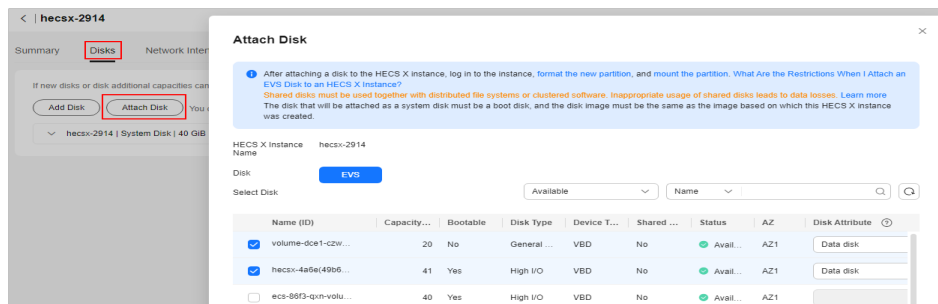 < | hecsx-2914
Summary Disks Network Inter
If new disks or disk additional capacities can
Add Disk Attach Disk You
hecsx-2914 | System Disk | 40 GiB
Attach Disk
After attaching a disk to the HECS X instance, log in to the instance, format the new partition, and mount the partition. What Are the Restrictions When I Attach an
EVS Disk to an HECS X Instance?
Shared disks must be used together with distributed file systems or clustered software. Inappropriate usage of shared disks leads to data losses. Learn more
The disk that will be attached as a system disk must be a boot disk, and the disk image must be the same as the image based on which this HECS X instance
was created.
HECS X Instance hecsx-2914
Name
Disk EVS
Select Disk Available Name
Name (ID) Capacity... Bootable Disk Type Device T... Shared ... Status AZ Disk Attribute
volume-dce1-czw... 20 No General ... VBD No Avail... AZ1 Data disk
hecsx-4a6e(49b6... 41 Yes High I/O VBD No Avail... AZ1 Data disk
ecs-86f3-qxn-volu... 40 Yes High I/O VBD No Avail... AZ1